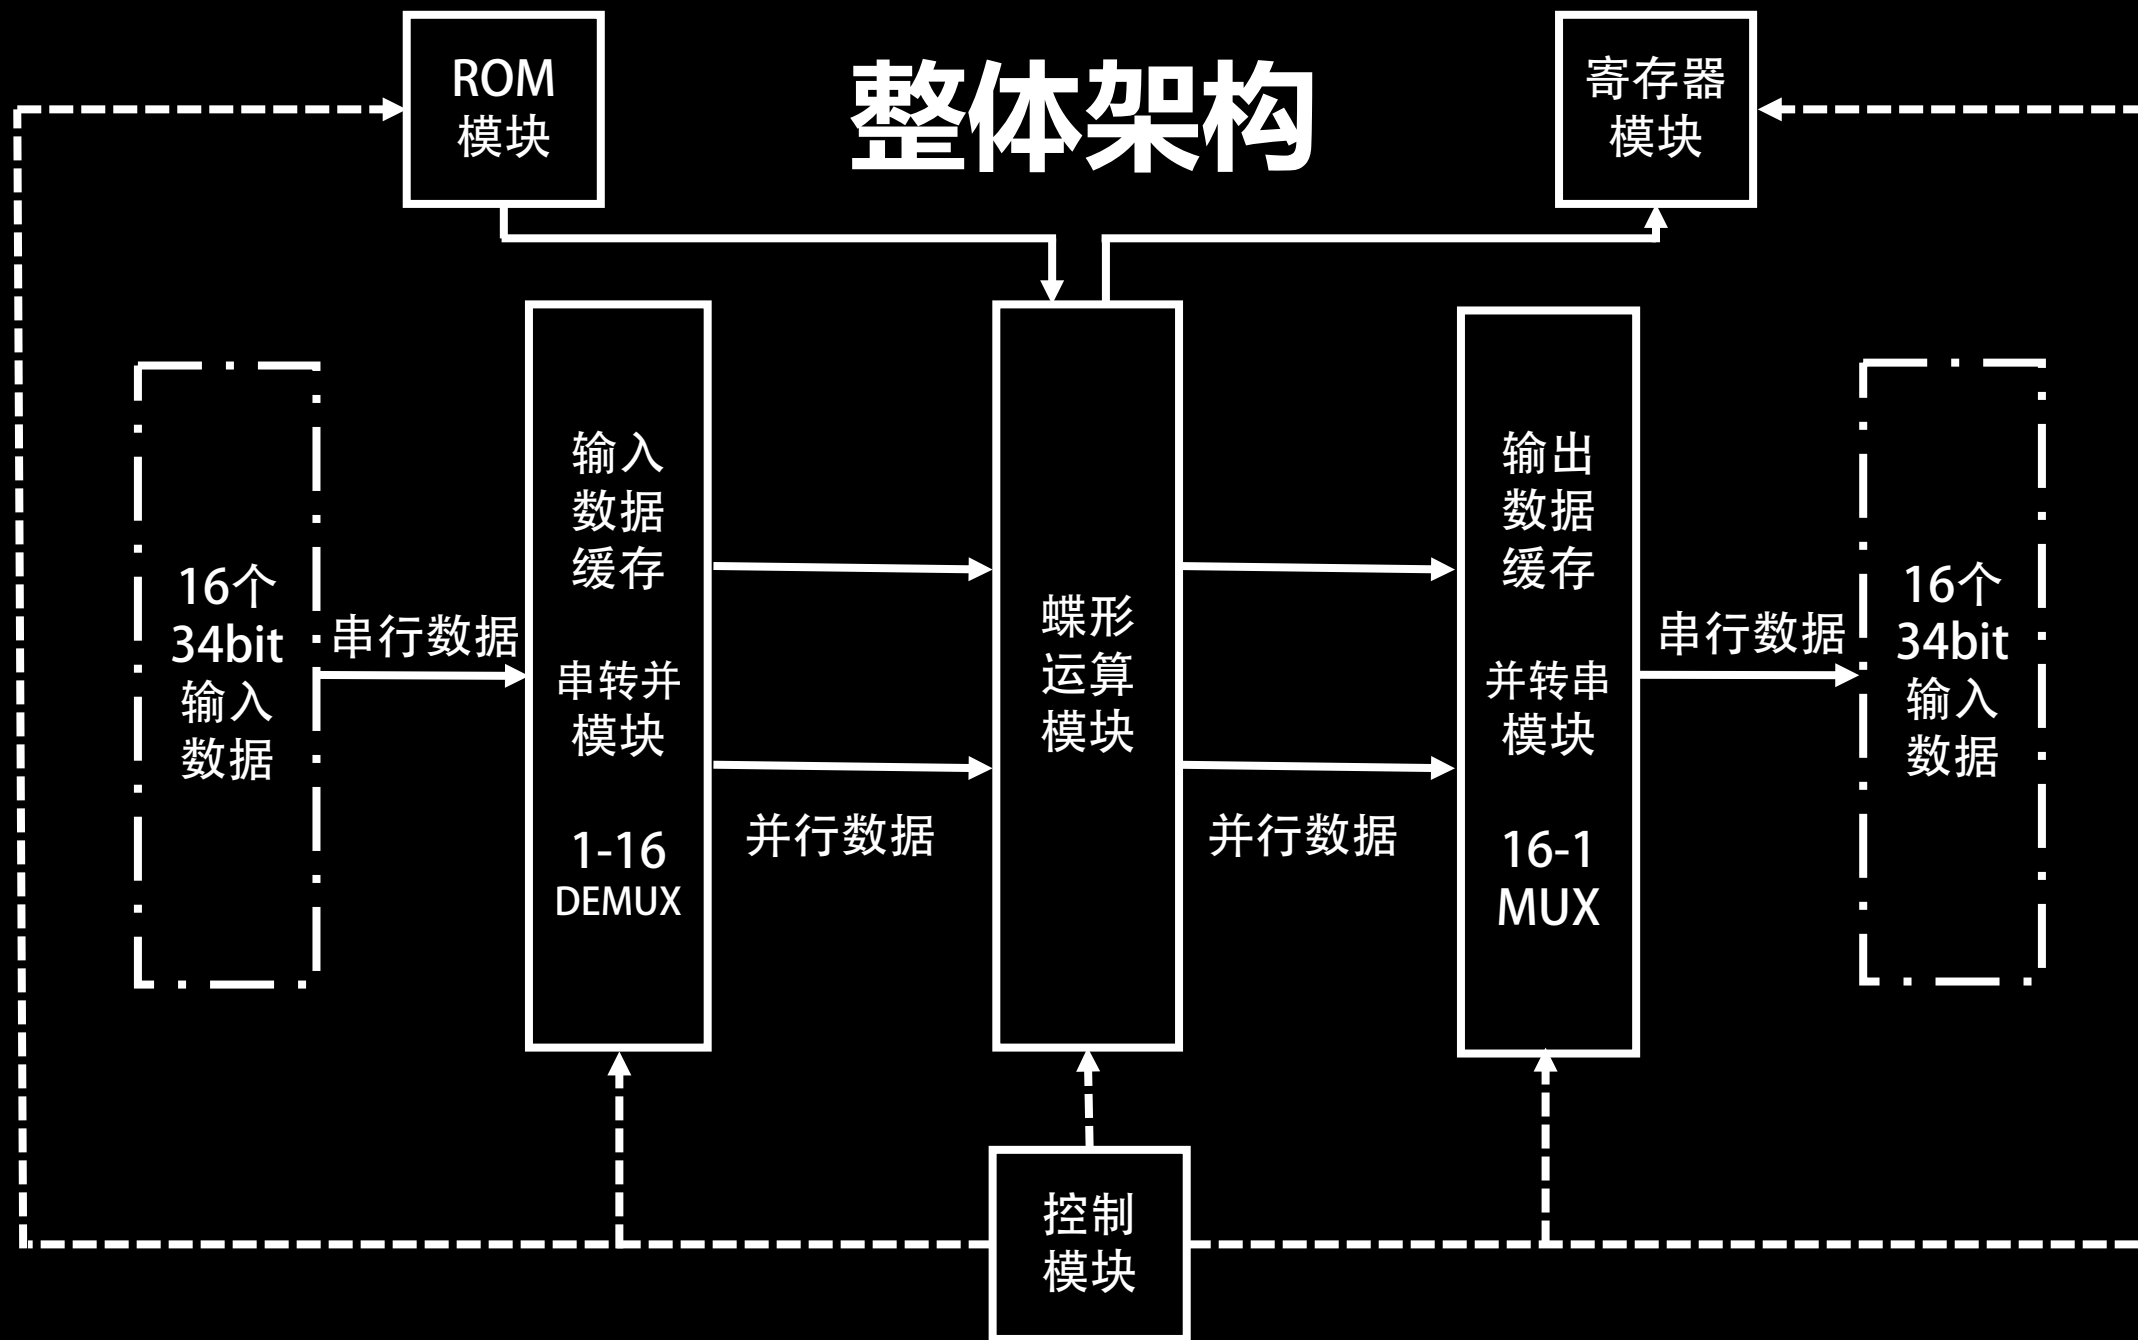 整体架构
ROM
模块
寄存器
模块
16个
34bit
输入
数据
串行数据
输入
数据
缓存
串转并
模块
1-16
DEMUX
并行数据
蝶形
运算
模块
并行数据
输出
数据
缓存
并转串
模块
16-1
MUX
串行数据
16个
34bit
输入
数据
控制
模块